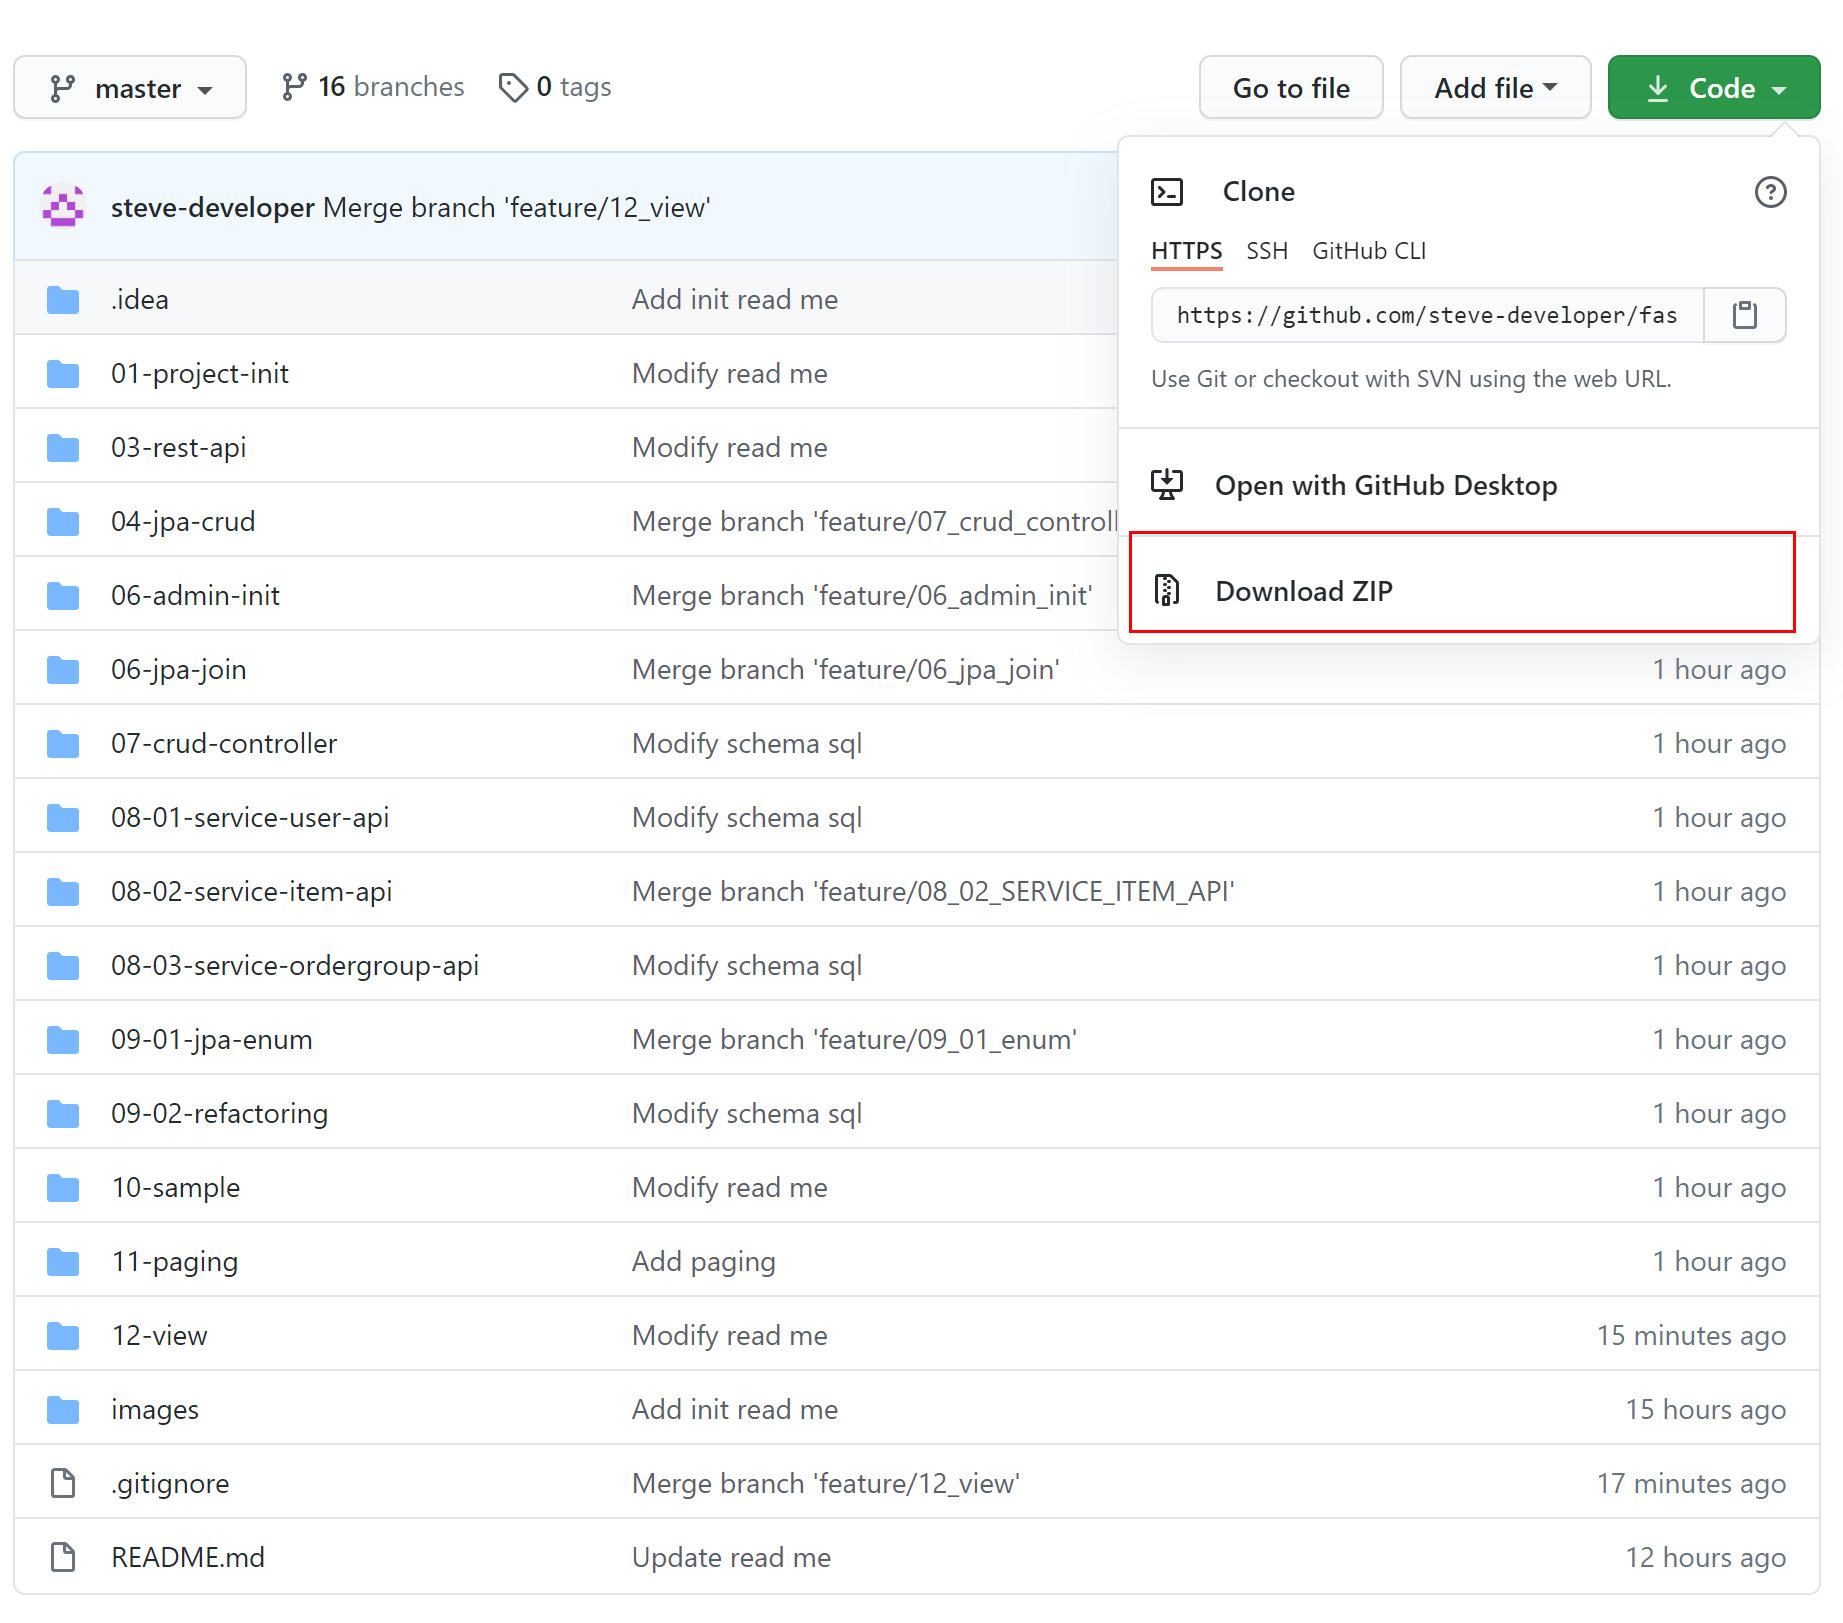 master 16 branches 0 tags Go to file Add file Code
steve-developer Merge branch 'feature/12_view'
Clone
HTTPS SSH GitHub CLI
https://github.com/steve-developer/fas
Use Git or checkout with SVN using the web URL.
Open with GitHub Desktop
Download ZIP
.idea Add init read me
01-project-init Modify read me
03-rest-api Modify read me
04-jpa-crud Merge branch 'feature/07_crud_controll
06-admin-init Merge branch 'feature/06_admin_init'
06-jpa-join Merge branch 'feature/06_jpa_join' 1 hour ago
07-crud-controller Modify schema sql 1 hour ago
08-01-service-user-api Modify schema sql 1 hour ago
08-02-service-item-api Merge branch 'feature/08_02_SERVICE_ITEM_API' 1 hour ago
08-03-service-ordergroup-api Modify schema sql 1 hour ago
09-01-jpa-enum Merge branch 'feature/09_01_enum' 1 hour ago
09-02-refactoring Modify schema sql 1 hour ago
10-sample Modify read me 1 hour ago
11-paging Add paging 1 hour ago
12-view Modify read me 15 minutes ago
images Add init read me 15 hours ago
.gitignore Merge branch 'feature/12_view' 17 minutes ago
README.md Update read me 12 hours ago